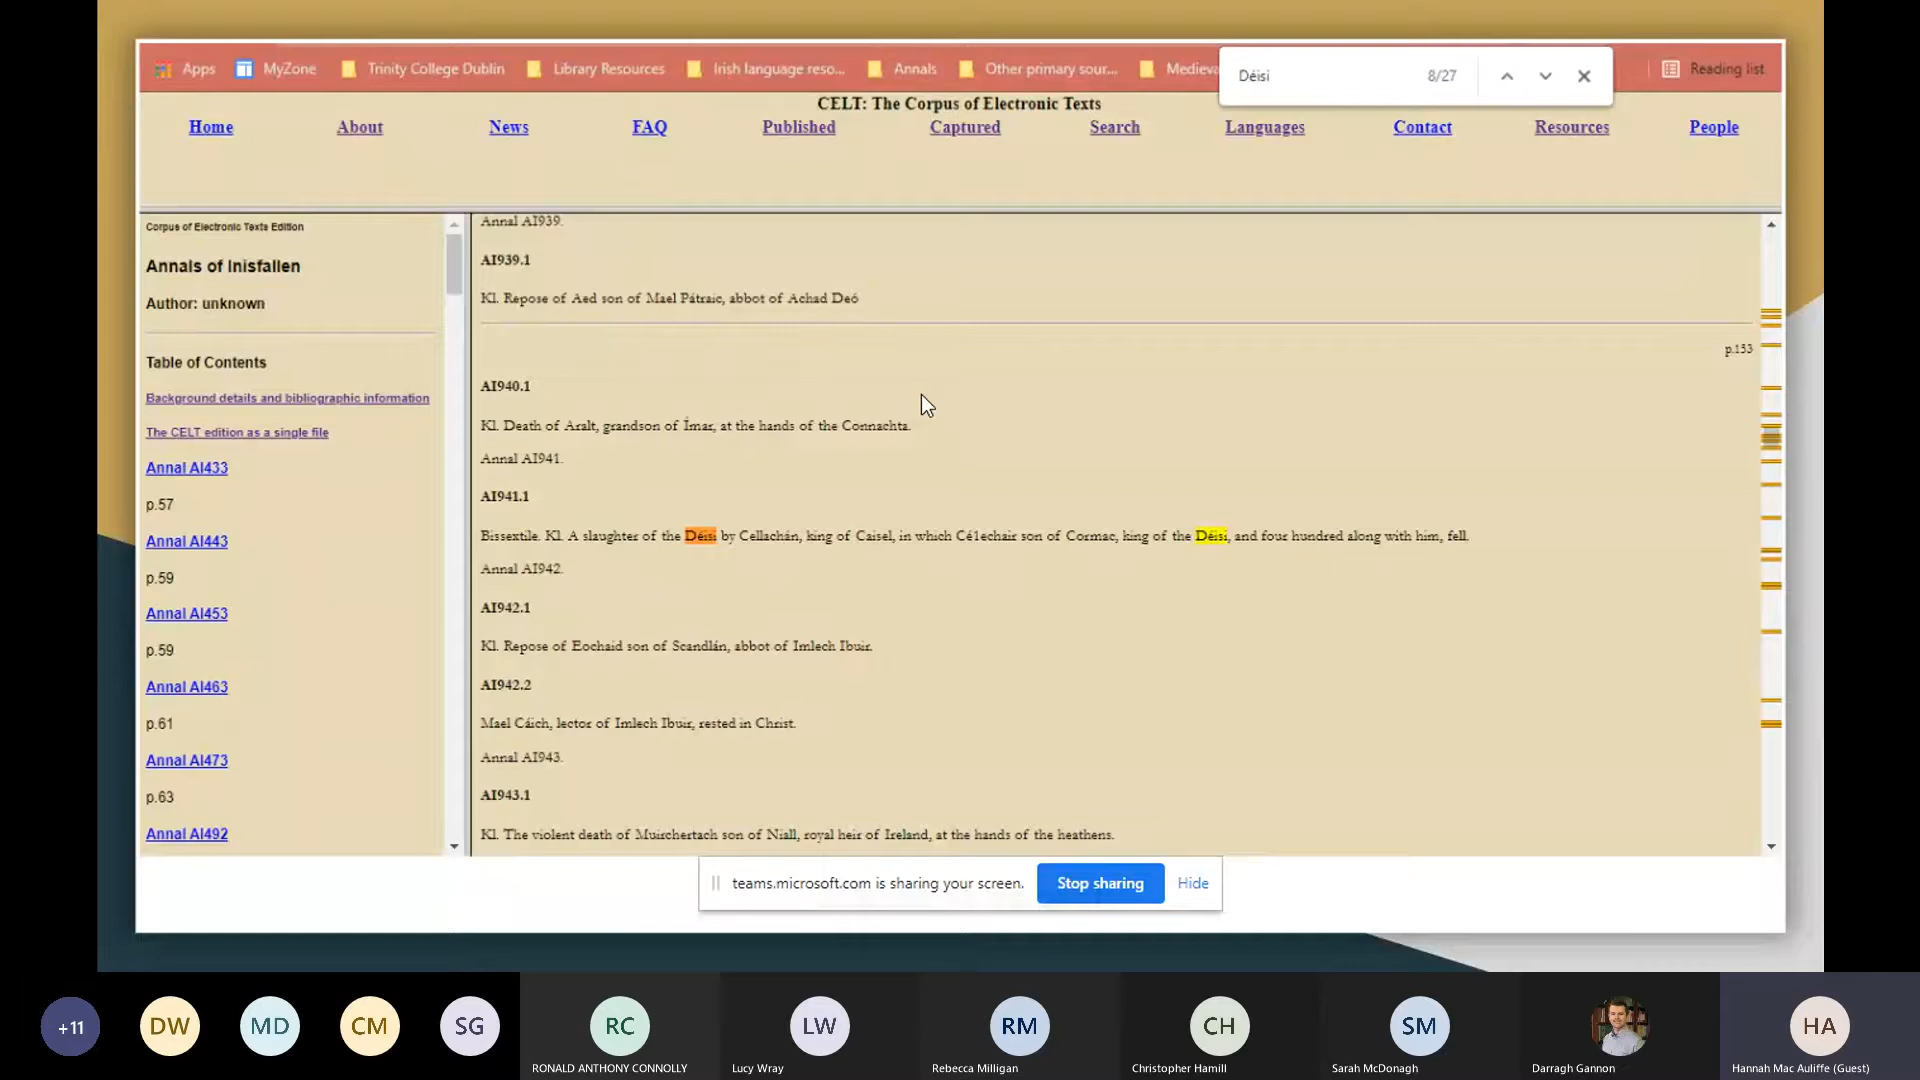 Apps
MyZone
Trinity College Dublin
Library Resources
Irish language reso...
Annals
Other primary sour...
Medieva
Déisi
8/27
Reading list
CELT: The Corpus of Electronic Texts
Home About News FAQ Published Captured Search Languages Contact Resources People
Corpus of Electronic Texts Edition
Annals of Inisfallen
Author: unknown
Table of Contents
Background details and bibliographic information
The CELT edition as a single file
Annal AI433
p.57
Annal AI443
p.59
Annal AI453
p.59
Annal AI463
p.61
Annal AI473
p.63
Annal AI492
Annal AI939.
AI939.1
Kl. Repose of Aed son of Mael Pátraic, abbot of Achad Deó
p.153
AI940.1
Kl. Death of Aralt, grandson of Ímar, at the hands of the Connachta.
Annal AI941.
AI941.1
Bissextile. Kl. A slaughter of the Déisi by Cellachán, king of Caisel, in which Cé1echair son of Cormac, king of the Déisi, and four hundred along with him, fell.
Annal AI942.
AI942.1
Kl. Repose of Eochaid son of Scandlán, abbot of Imlech Ibuir.
AI942.2
Mael Cáich, lector of Imlech Ibuir, rested in Christ.
Annal AI943.
AI943.1
Kl. The violent death of Muirchertach son of Niall, royal heir of Ireland, at the hands of the heathens.
teams.microsoft.com is sharing your screen. Stop sharing Hide
+11
DW
MD
CM
SG
RC
LW
RM
CH
SM
HA
RONALD ANTHONY CONNOLLY
Lucy Wray
Rebecca Milligan
Christopher Hamill
Sarah McDonagh
Darragh Gannon
Hannah Mac Auliffe (Guest)